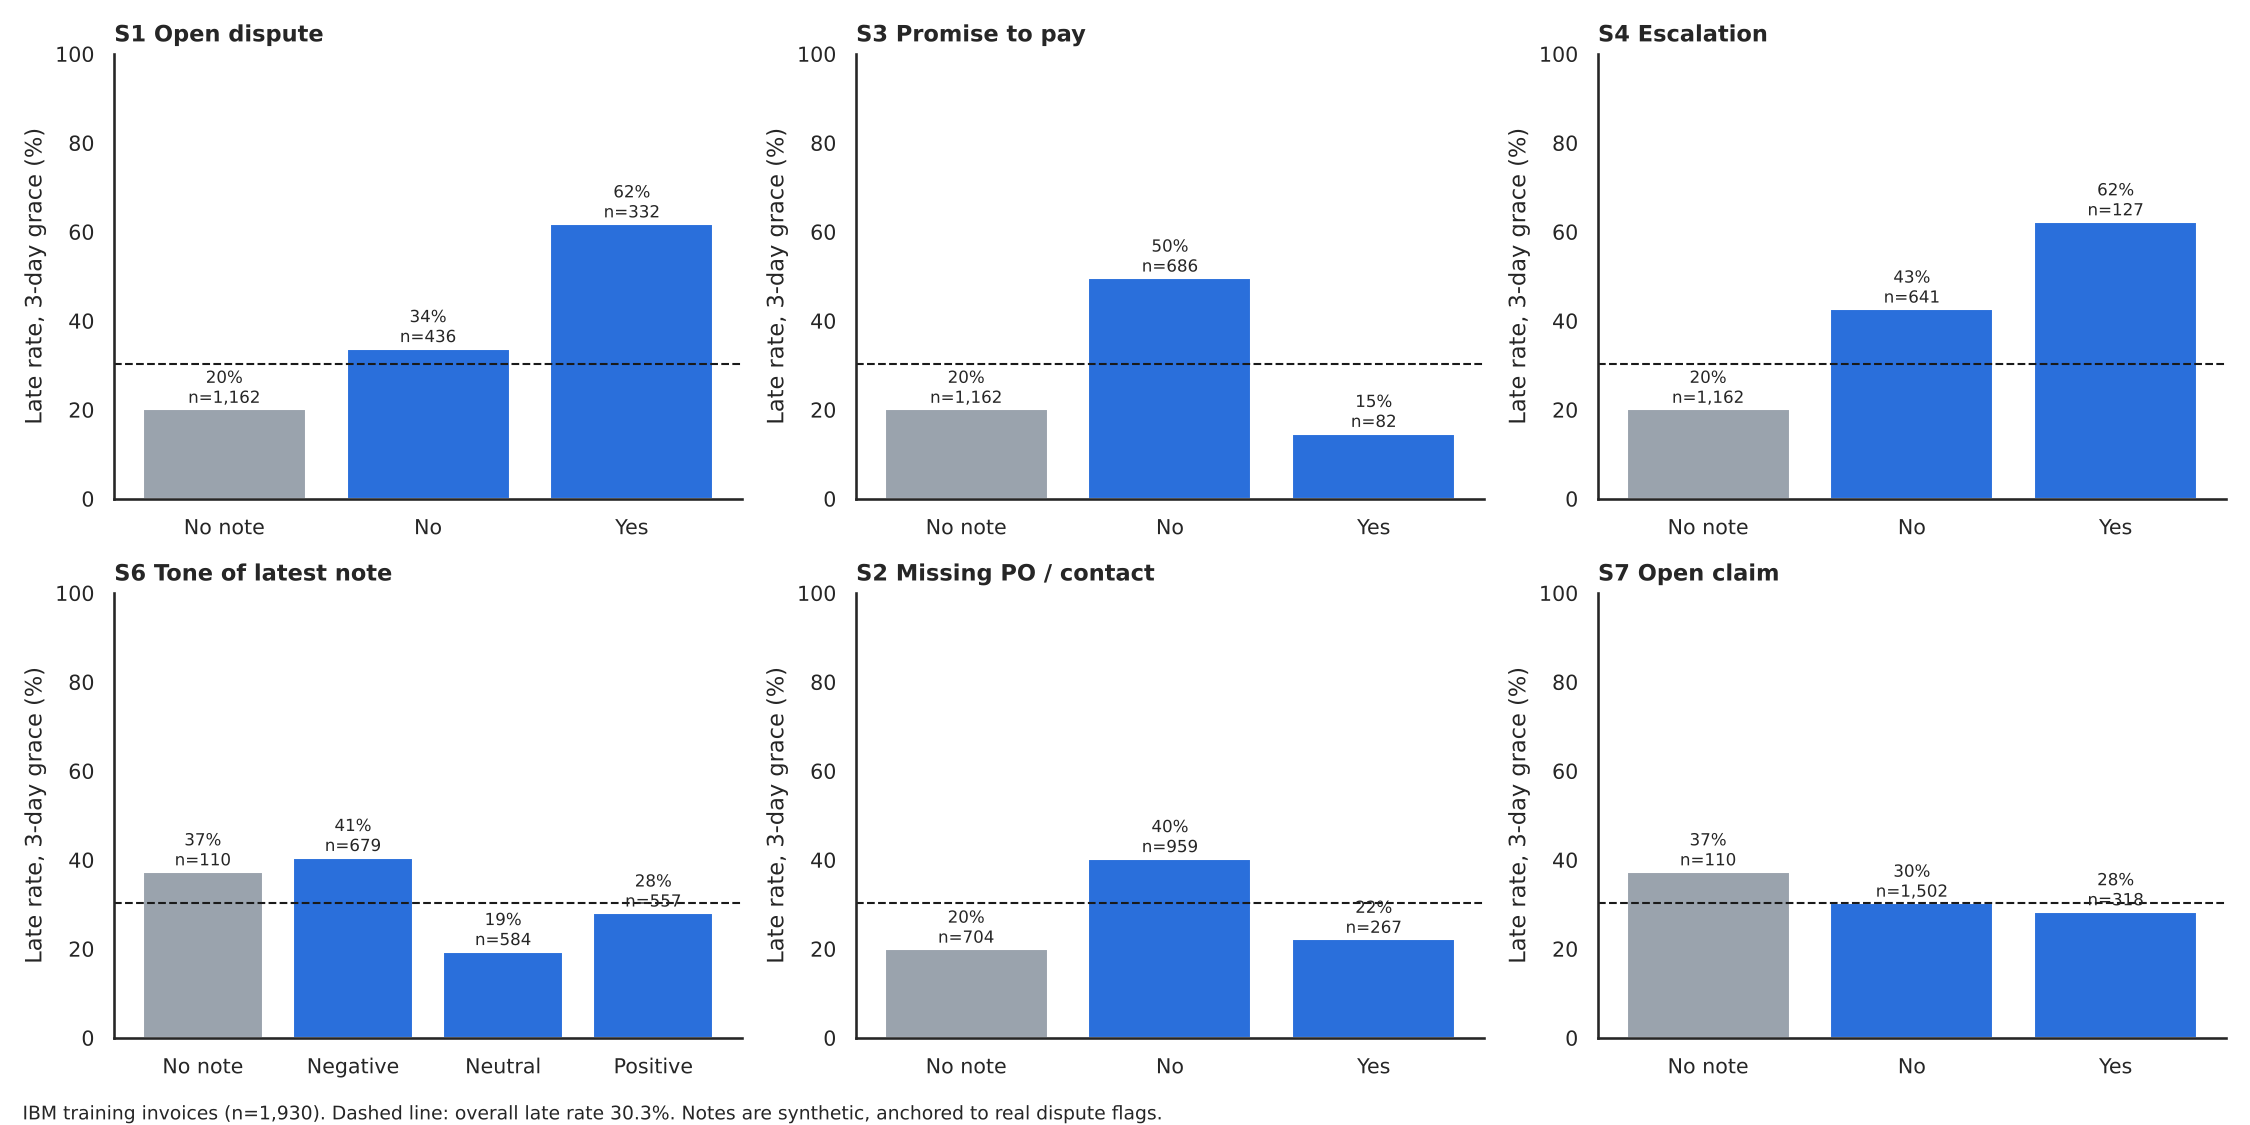 S1 Open dispute
Late rate, 3-day grace (%)
100
80
60
40
20
0
20%
n=1,162
34%
n=436
62%
n=332
No note
No
Yes
S3 Promise to pay
Late rate, 3-day grace (%)
100
80
60
40
20
0
20%
n=1,162
50%
n=686
15%
n=82
No note
No
Yes
S4 Escalation
Late rate, 3-day grace (%)
100
80
60
40
20
0
20%
n=1,162
43%
n=641
62%
n=127
No note
No
Yes
S6 Tone of latest note
Late rate, 3-day grace (%)
100
80
60
40
20
0
37%
n=110
41%
n=679
19%
n=584
28%
n=557
No note
Negative
Neutral
Positive
S2 Missing PO / contact
Late rate, 3-day grace (%)
100
80
60
40
20
0
20%
n=704
40%
n=959
22%
n=267
No note
No
Yes
S7 Open claim
Late rate, 3-day grace (%)
100
80
60
40
20
0
37%
n=110
30%
n=1,502
28%
n=318
No note
No
Yes
IBM training invoices (n=1,930). Dashed line: overall late rate 30.3%. Notes are synthetic, anchored to real dispute flags.